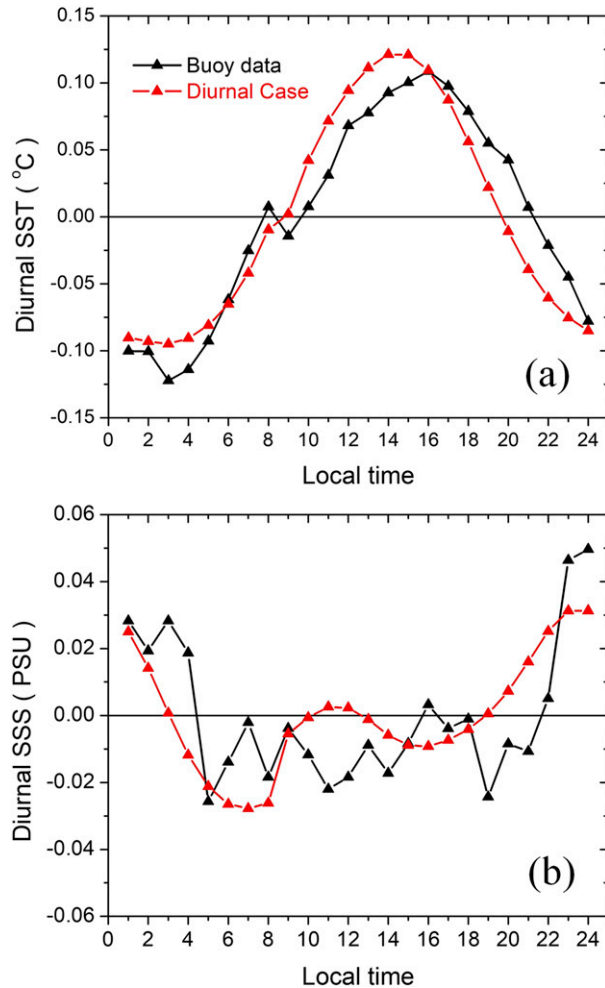 0.15
0.10
0.05
0.00
-0.05
-0.10
-0.15
Diurnal SST ( °C )
Buoy data
Diurnal Case
(a)
0 2 4 6 8 10 12 14 16 18 20 22 24
Local time
0.06
0.04
0.02
0.00
-0.02
-0.04
-0.06
Diurnal SSS ( PSU )
(b)
0 2 4 6 8 10 12 14 16 18 20 22 24
Local time